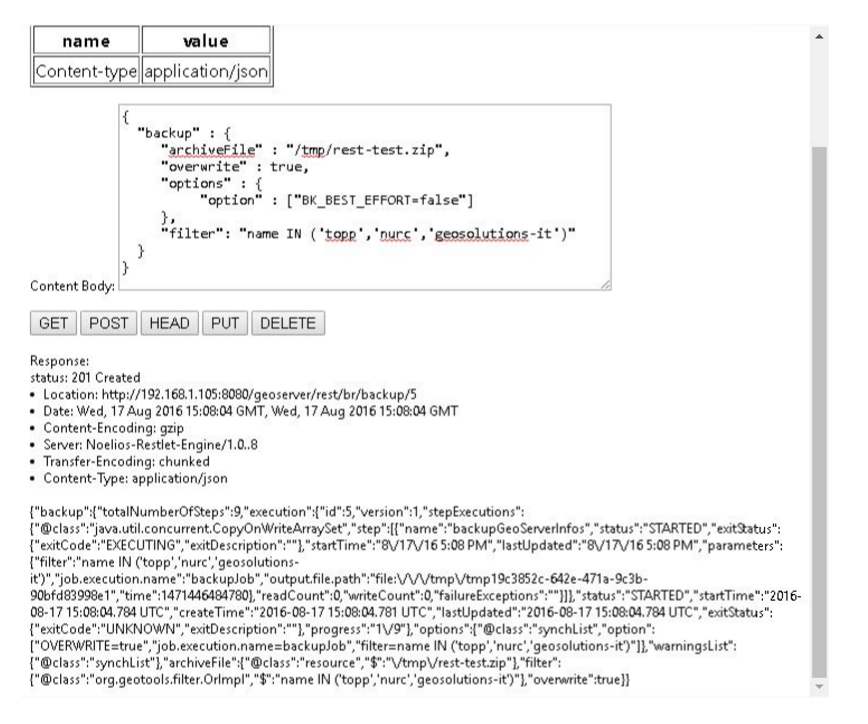 name value
Content-type application/json
{
"backup" : {
"archiveFile" : "/tmp/rest-test.zip",
"overwrite" : true,
"options" : {
"option" : ["BK_BEST_EFFORT=false"]
},
"filter": "name IN ('topp','nurc','geosolutions-it')"
}
}
Content Body:
GET POST HEAD PUT DELETE
Response:
status: 201 Created
• Location: http://192.168.1.105:8080/geoserver/rest/br/backup/5
• Date: Wed, 17 Aug 2016 15:08:04 GMT, Wed, 17 Aug 2016 15:08:04 GMT
• Content-Encoding: gzip
• Server: Noelios-Restlet-Engine/1.0..8
• Transfer-Encoding: chunked
• Content-Type: application/json
{"backup":{"totalNumberOfSteps":9,"execution":{"id":5,"version":1,"stepExecutions":
{"@class":"java.util.concurrent.CopyOnWriteArraySet","step":[[{"name":"backupGeoServerInfos","status":"STARTED","exitStatus":
{"exitCode":"EXECUTING","exitDescription":""},"startTime":"8\/17\/16 5:08 PM","lastUpdated":"8\/17\/16 5:08 PM","parameters":
{"filter":"name IN ('topp','nurc','geosolutions-
it')","job.execution.name":"backupJob","output.file.path":"file:\/\/\/tmp\/tmp19c3852c-642e-471a-9c3b-
90bfd83998e1","time":1471446484780},"readCount":0,"writeCount":0,"failureExceptions":""}]]},"status":"STARTED","startTime":"2016-
08-17 15:08:04.784 UTC","createTime":"2016-08-17 15:08:04.781 UTC","lastUpdated":"2016-08-17 15:08:04.784 UTC","exitStatus":
{"exitCode":"UNKNOWN","exitDescription":""},"progress":"1\/9"},"options":{"@class":"synchList","option":
["OVERWRITE=true","job.execution.name=backupJob","filter=name IN ('topp','nurc','geosolutions-it')"]},"warningsList":
{"@class":"synchList"},"archiveFile":{"@class":"resource","$":"\/tmp\/rest-test.zip"},"filter":
{"@class":"org.geotools.filter.OrImpl","$":"name IN ('topp','nurc','geosolutions-it')"},"overwrite":true}}